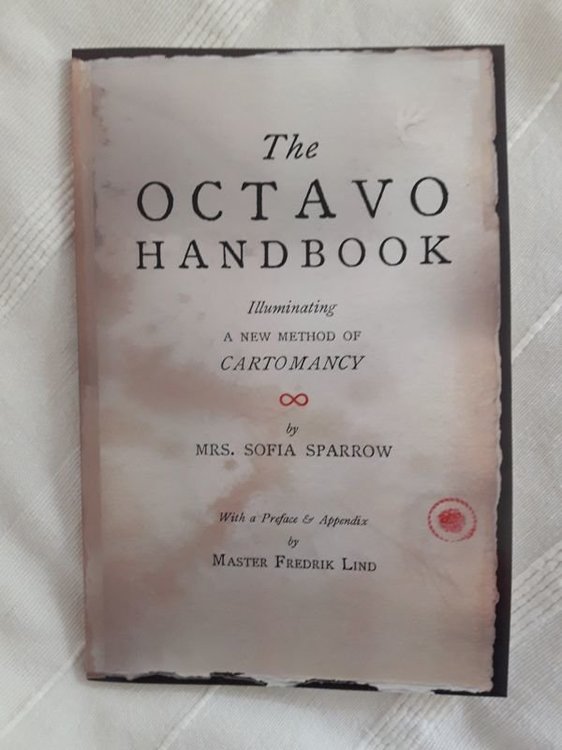 The
OCTAVO
HANDBOOK
Illuminating
A NEW METHOD OF
CARTOMANCY
∞
by
MRS. SOFIA SPARROW
With a Preface & Appendix
by
MASTER FREDRIK LIND